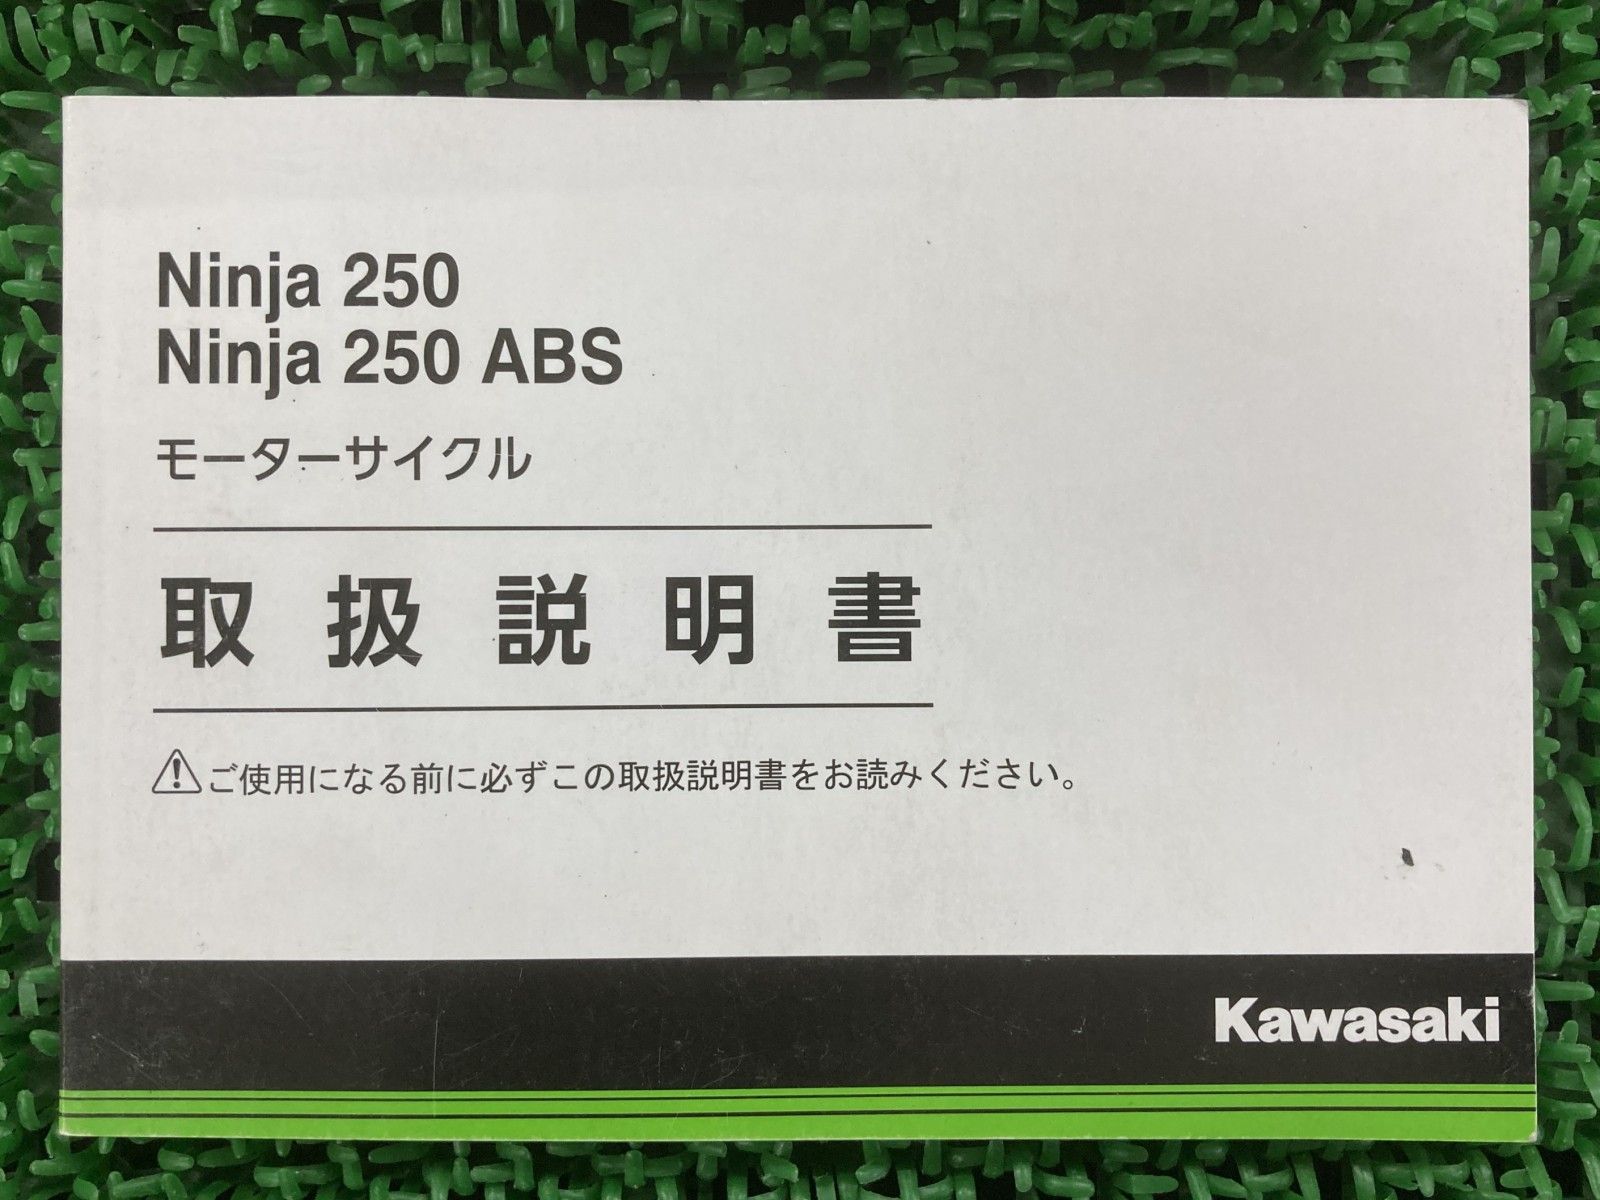 Ninja 250
Ninja 250 ABS
モーターサイクル
取扱説明書
ご使用になる前に必ずこの取扱説明書をお読みください。
Kawasaki